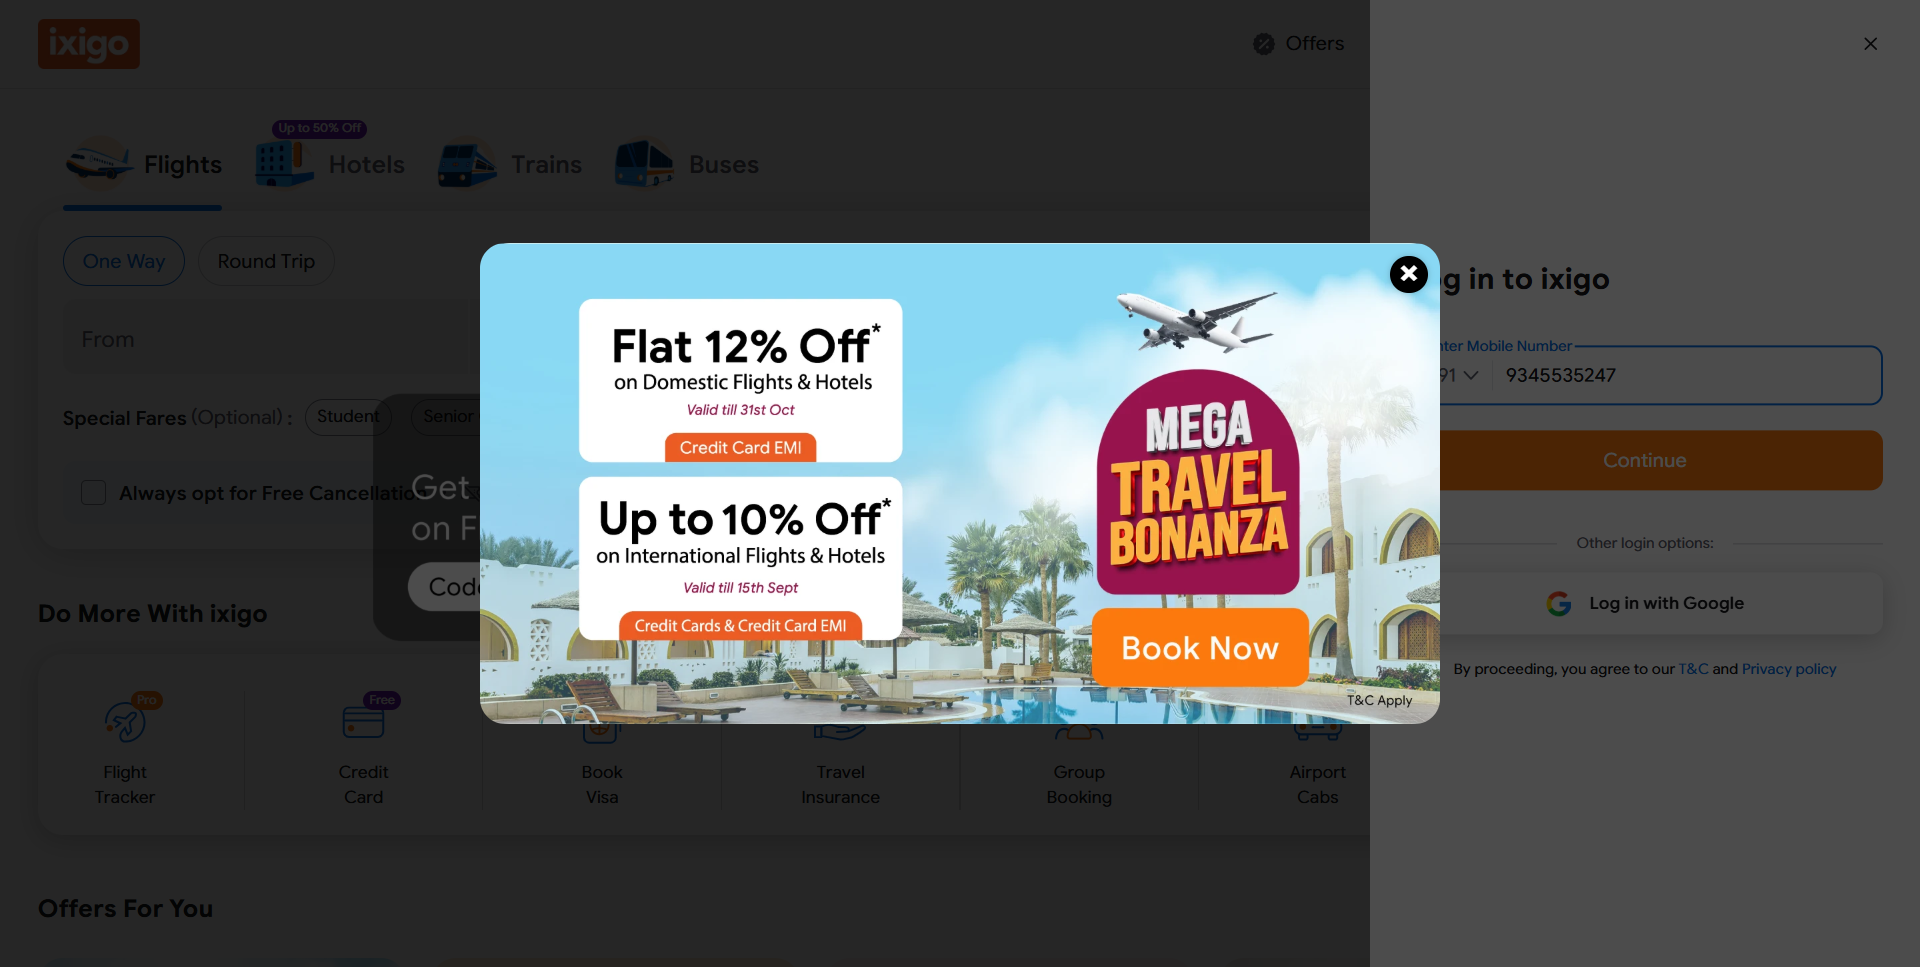 ixigo
Offers
Up to 50% Off
Flights
Hotels
Trains
Buses
One Way
Round Trip
From
Special Fares (Optional) :
Student
Senior
Always opt for Free Cancellation
Get
on F
Code
Flat 12% Off*
on Domestic Flights & Hotels
Valid till 31st Oct
Credit Card EMI
Up to 10% Off*
on International Flights & Hotels
Valid till 15th Sept
Credit Cards & Credit Card EMI
MEGA
TRAVEL
BONANZA
Book Now
T&C Apply
g in to ixigo
nter Mobile Number
91
9345535247
Continue
Other login options:
Log in with Google
By proceeding, you agree to our T&C and Privacy policy
Do More With ixigo
Pro
Free
Flight
Tracker
Credit
Card
Book
Visa
Travel
Insurance
Group
Booking
Airport
Cabs
Offers For You